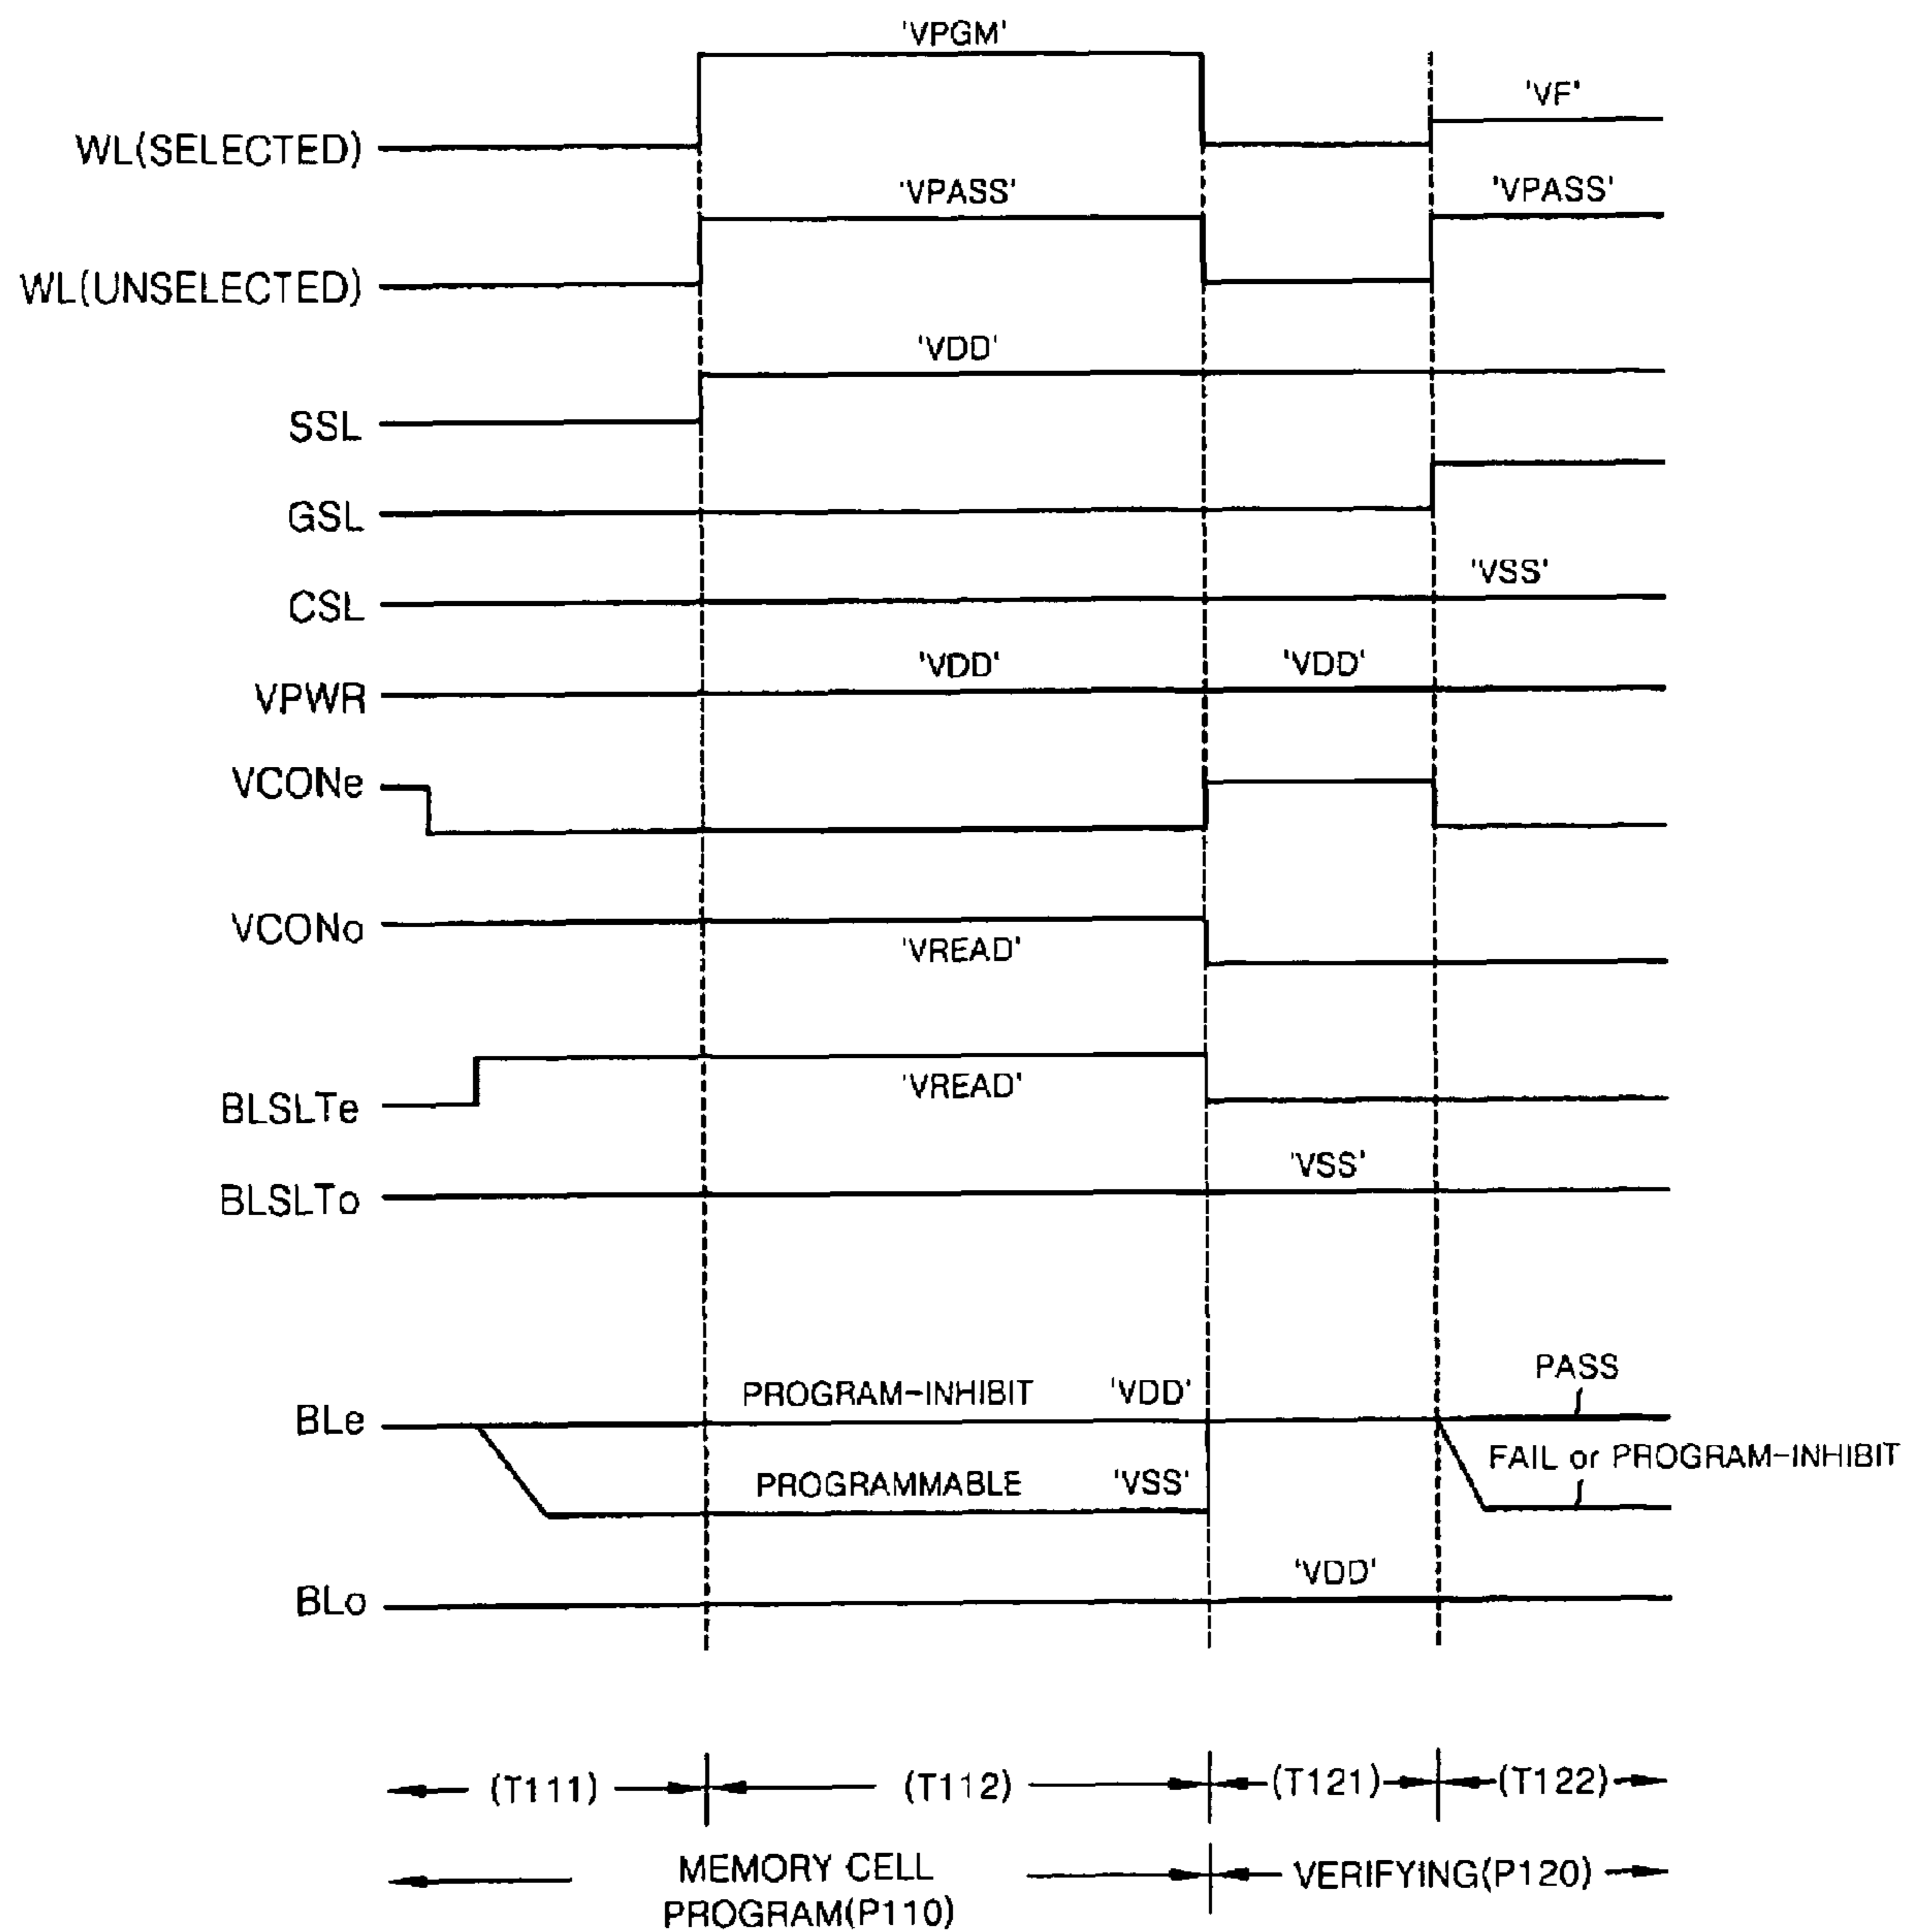 'VPGM'
'VF'
WL(SELECTED)
'VPASS' 'VPASS'
WL(UNSELECTED)
'VDD'
SSL
GSL
'VSS'
CSL
'VDD' 'VDD'
VPWR
VCONe
VCONo
'VREAD'
'VREAD'
BLSLTe
'VSS'
BLSLTo
PASS
PROGRAM-INHIBIT 'VDD'
BLe
FAIL or PROGRAM-INHIBIT
PROGRAMMABLE 'VSS'
'VDD'
BLo
(T111) (T112) (T121) (T122)
MEMORY CELL VERIFYING(P120)
PROGRAM(P110)